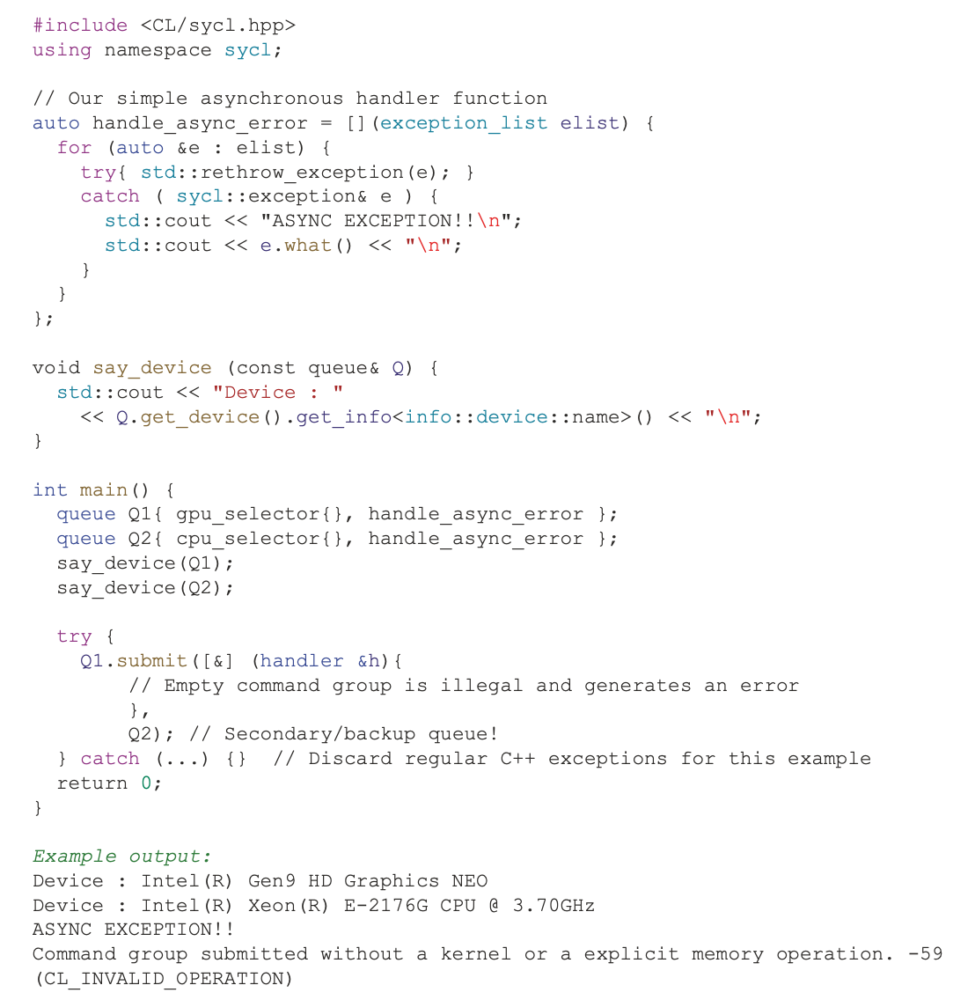 #include <CL/sycl.hpp>
using namespace sycl;

// Our simple asynchronous handler function
auto handle_async_error = [](exception_list elist) {
  for (auto &e : elist) {
    try{ std::rethrow_exception(e); }
    catch ( sycl::exception& e ) {
      std::cout << "ASYNC EXCEPTION!!\n";
      std::cout << e.what() << "\n";
    }
  }
};

void say_device (const queue& Q) {
  std::cout << "Device : "
    << Q.get_device().get_info<info::device::name>() << "\n";
}

int main() {
  queue Q1{ gpu_selector{}, handle_async_error };
  queue Q2{ cpu_selector{}, handle_async_error };
  say_device(Q1);
  say_device(Q2);

  try {
    Q1.submit([&] (handler &h){
        // Empty command group is illegal and generates an error
        },
        Q2); // Secondary/backup queue!
  } catch (...) {}  // Discard regular C++ exceptions for this example
  return 0;
}

Example output:
Device : Intel(R) Gen9 HD Graphics NEO
Device : Intel(R) Xeon(R) E-2176G CPU @ 3.70GHz
ASYNC EXCEPTION!!
Command group submitted without a kernel or a explicit memory operation. -59
(CL_INVALID_OPERATION)